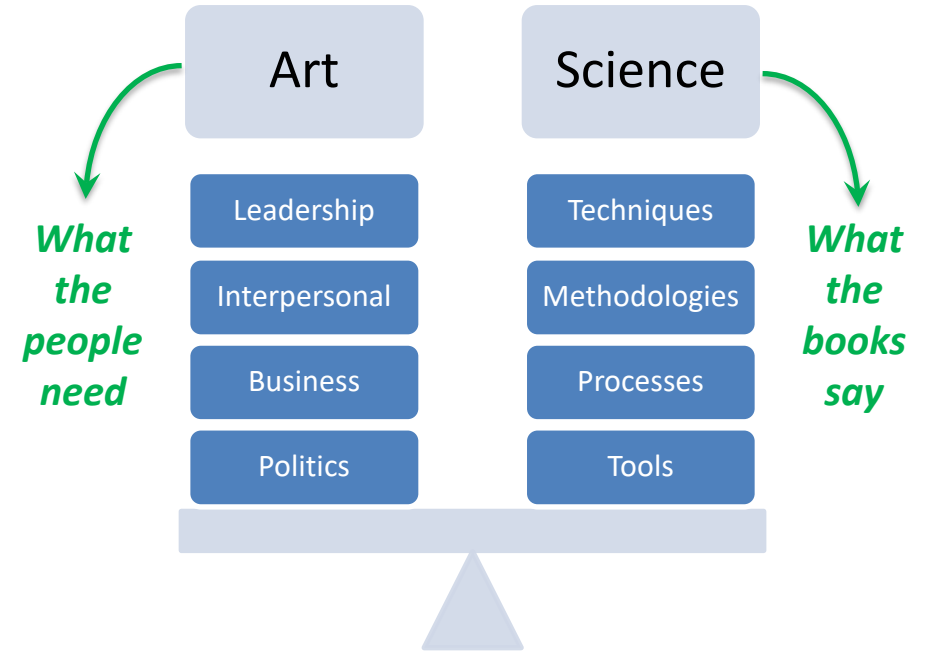 Art
Science
What
the
people
need
Leadership
Interpersonal
Business
Politics
Techniques
Methodologies
Processes
Tools
What
the
books
say